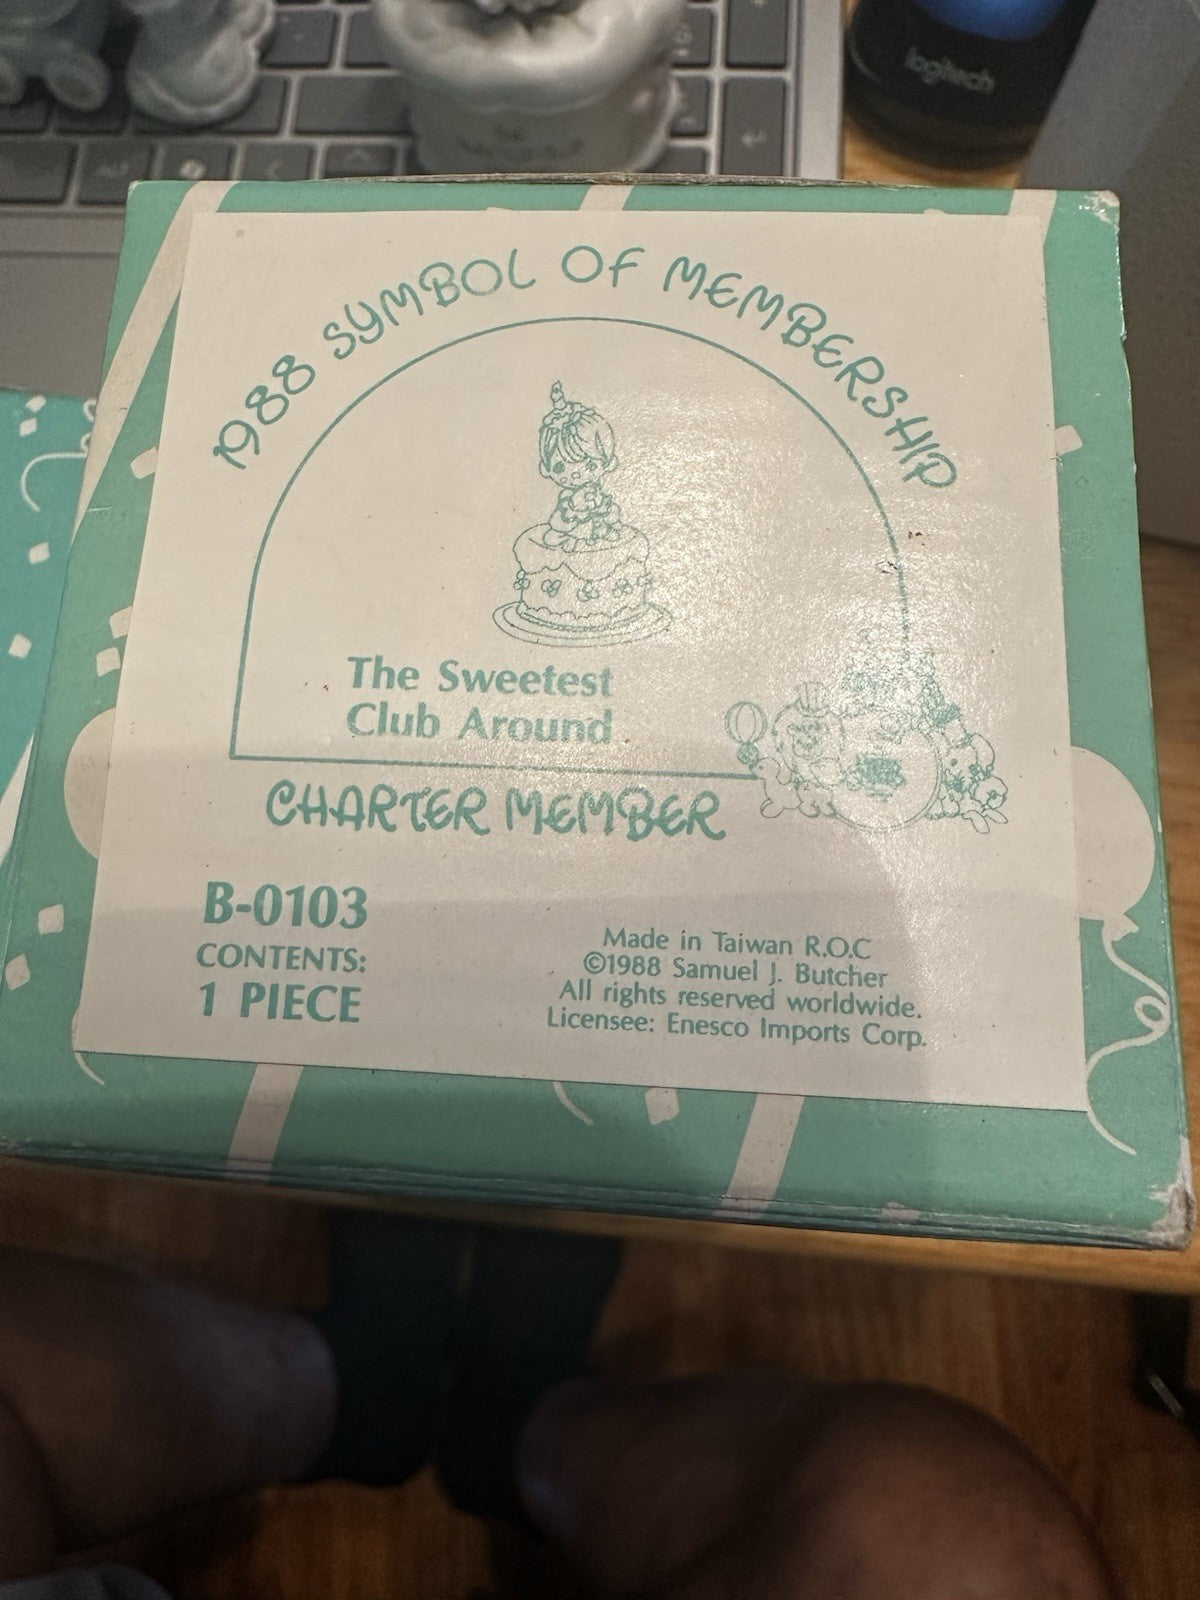 logitech
1988 SYMBOL OF MEMBERSHIP
The Sweetest
Club Around
CHARTER MEMBER
B-0103
CONTENTS:
1 PIECE
Made in Taiwan R.O.C
©1988 Samuel J. Butcher
All rights reserved worldwide.
Licensee: Enesco Imports Corp.